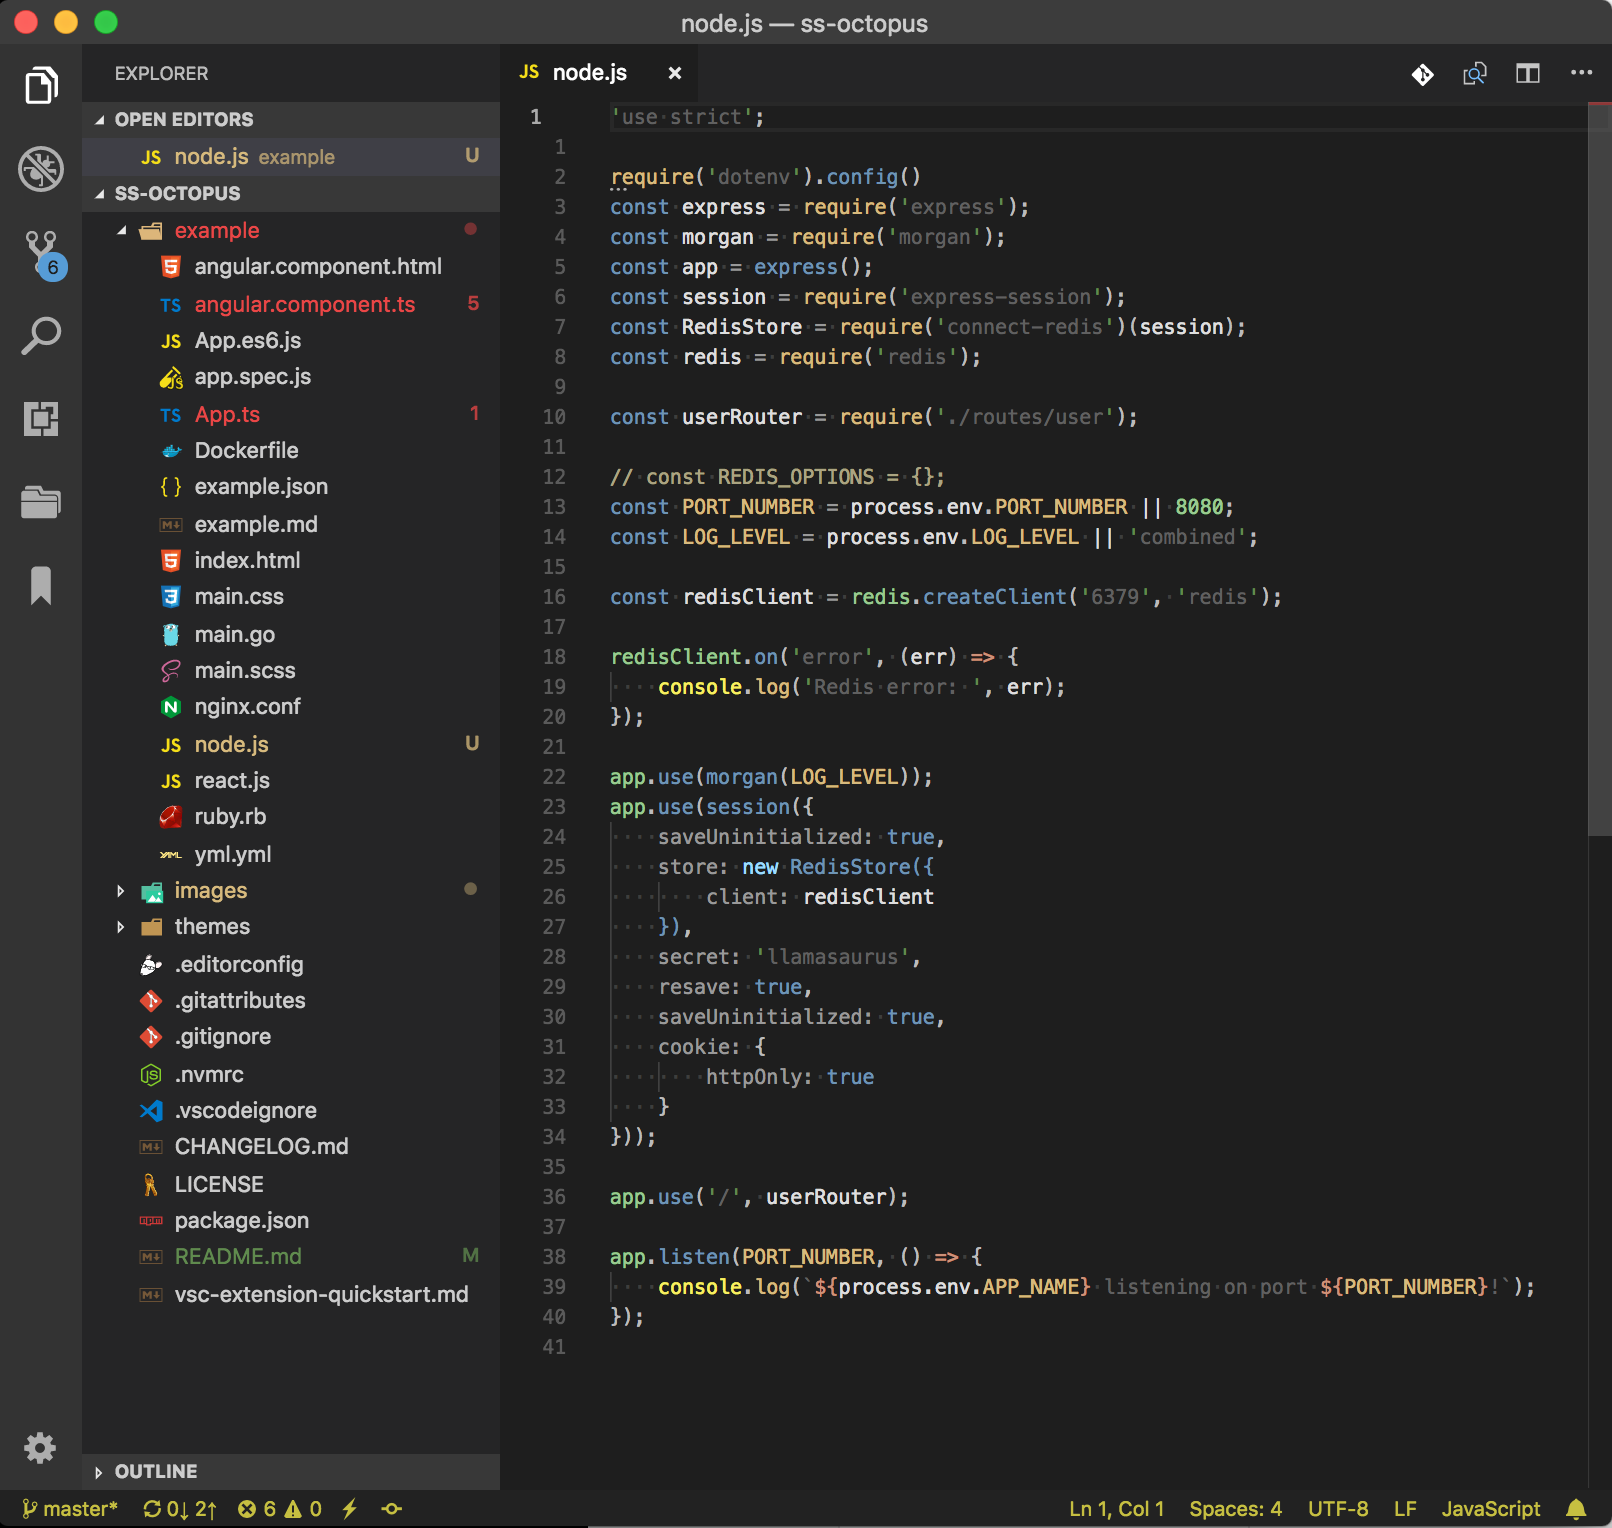 node.js — ss-octopus
EXPLORER
OPEN EDITORS
JS node.js example U
SS-OCTOPUS
example
angular.component.html
TS angular.component.ts 5
JS App.es6.js
app.spec.js
TS App.ts 1
Dockerfile
{ } example.json
M↓ example.md
index.html
main.css
main.go
main.scss
nginx.conf
JS node.js U
JS react.js
ruby.rb
YAML yml.yml
images
themes
.editorconfig
.gitattributes
.gitignore
.nvmrc
.vscodeignore
M↓ CHANGELOG.md
LICENSE
npm package.json
M↓ README.md M
M↓ vsc-extension-quickstart.md
OUTLINE
6
JS node.js ×
1 'use strict';
1
2 require('dotenv').config()
3 const express = require('express');
4 const morgan = require('morgan');
5 const app = express();
6 const session = require('express-session');
7 const RedisStore = require('connect-redis')(session);
8 const redis = require('redis');
9
10 const userRouter = require('./routes/user');
11
12 // const REDIS_OPTIONS = {};
13 const PORT_NUMBER = process.env.PORT_NUMBER || 8080;
14 const LOG_LEVEL = process.env.LOG_LEVEL || 'combined';
15
16 const redisClient = redis.createClient('6379', 'redis');
17
18 redisClient.on('error', (err) => {
19     console.log('Redis error: ', err);
20 });
21
22 app.use(morgan(LOG_LEVEL));
23 app.use(session({
24     saveUninitialized: true,
25     store: new RedisStore({
26         client: redisClient
27     }),
28     secret: 'llamasaurus',
29     resave: true,
30     saveUninitialized: true,
31     cookie: {
32         httpOnly: true
33     }
34 }));
35
36 app.use('/', userRouter);
37
38 app.listen(PORT_NUMBER, () => {
39     console.log(`${process.env.APP_NAME} listening on port ${PORT_NUMBER}!`);
40 });
41
master* 0↓ 2↑ 6 0 Ln 1, Col 1 Spaces: 4 UTF-8 LF JavaScript